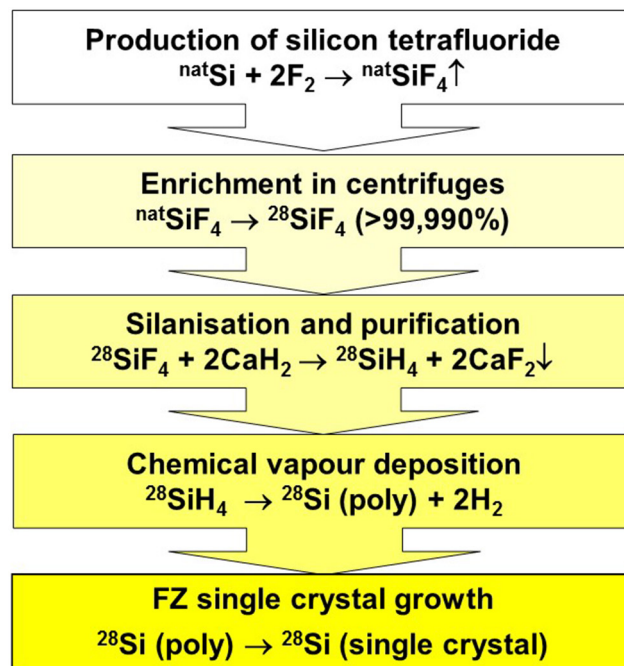 Production of silicon tetrafluoride
ⁿᵃᵗSi + 2F₂ → ⁿᵃᵗSiF₄↑
Enrichment in centrifuges
ⁿᵃᵗSiF₄ → ²⁸SiF₄ (>99,990%)
Silanisation and purification
²⁸SiF₄ + 2CaH₂ → ²⁸SiH₄ + 2CaF₂↓
Chemical vapour deposition
²⁸SiH₄ → ²⁸Si (poly) + 2H₂
FZ single crystal growth
²⁸Si (poly) → ²⁸Si (single crystal)